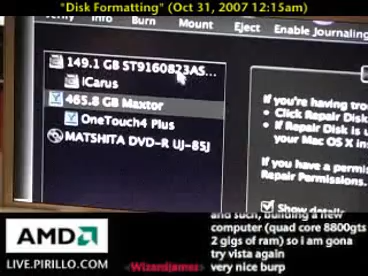 "Disk Formatting" (Oct 31, 2007 12:15am)
Verify Info Burn Mount Eject Enable Journaling
149.1 GB ST9160823AS...
iCarus
465.8 GB Maxtor
OneTouch4 Plus
MATSHITA DVD-R UJ-85J
If you're having tro
• Click Repair Disk
• If Repair Disk is u
your Mac OS X in
If you have a permis
Repair Permissions.
Show details
and such, building a new
computer (quad core 8800gts
2 gigs of ram) so i am gona
try vista again
<Wizardjames> very nice burp
AMD
LIVE.PIRILLO.COM